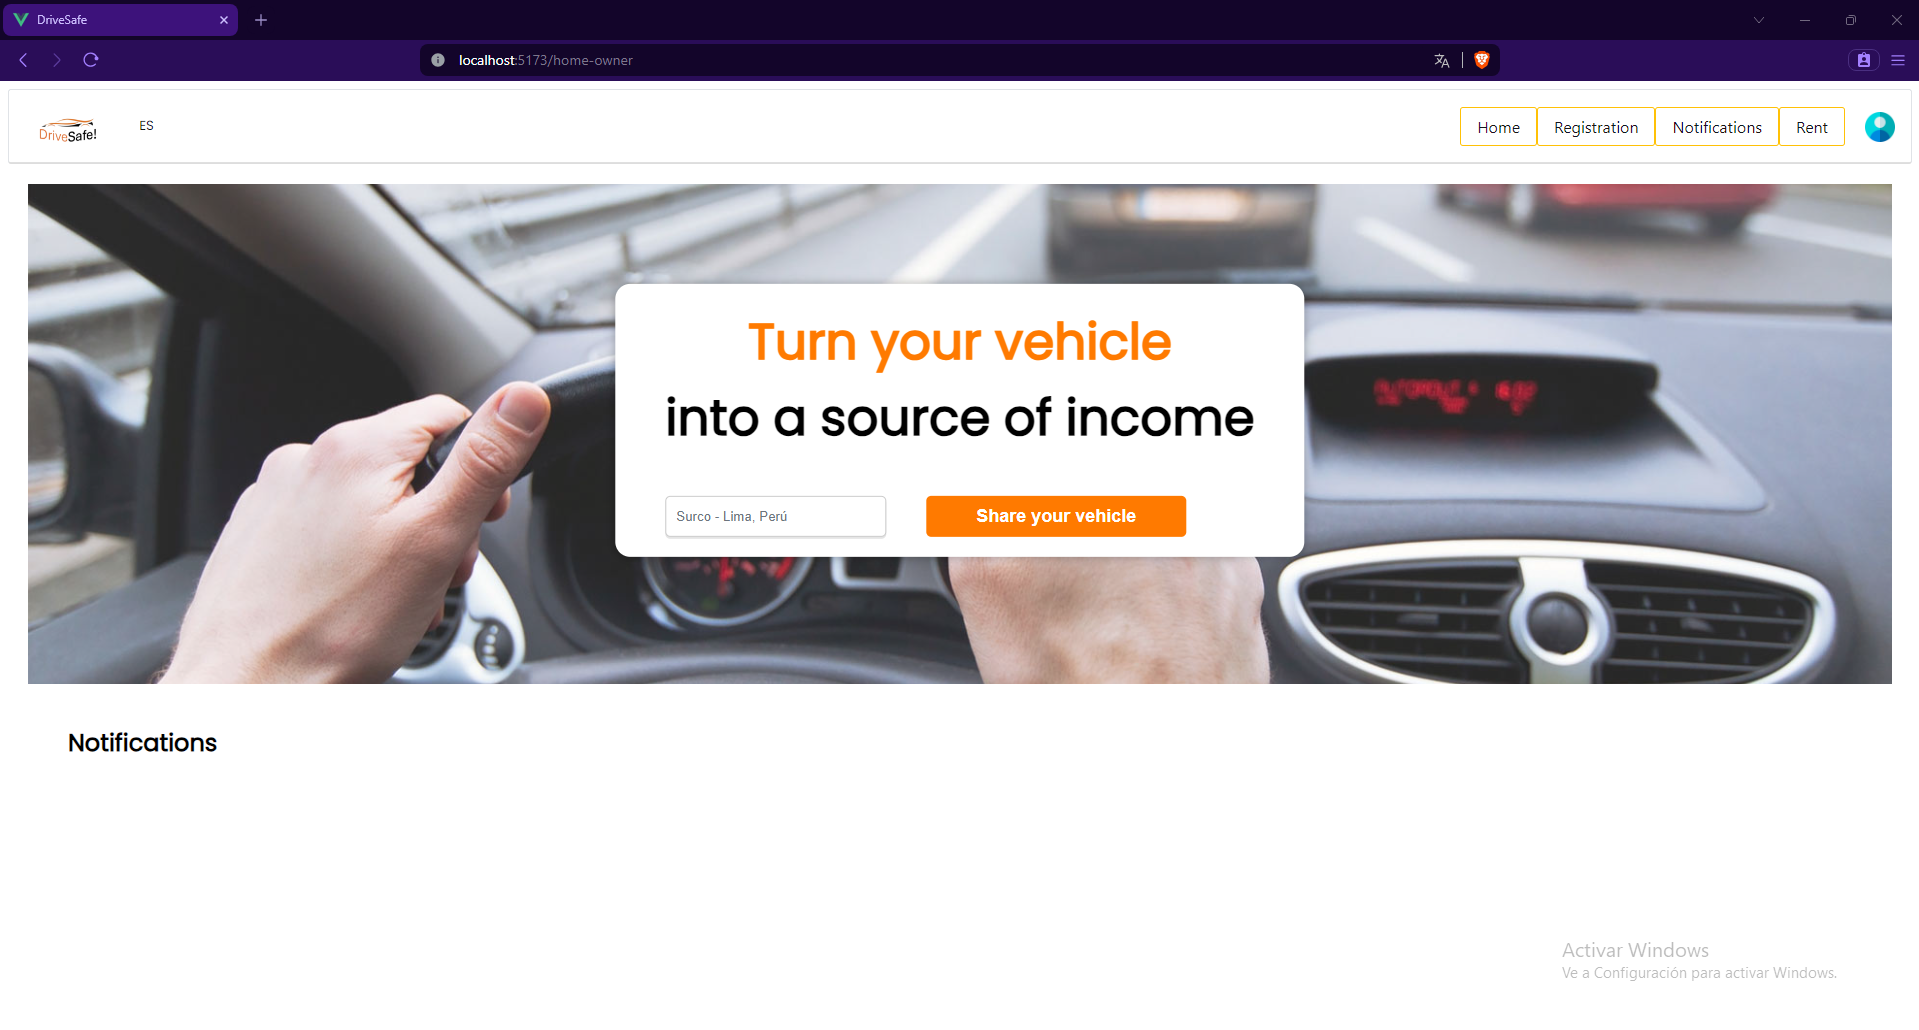 DriveSafe
localhost:5173/home-owner
DriveSafe!
ES
Home
Registration
Notifications
Rent
Turn your vehicle
into a source of income
Surco - Lima, Perú
Share your vehicle
Notifications
Activar Windows
Ve a Configuración para activar Windows.